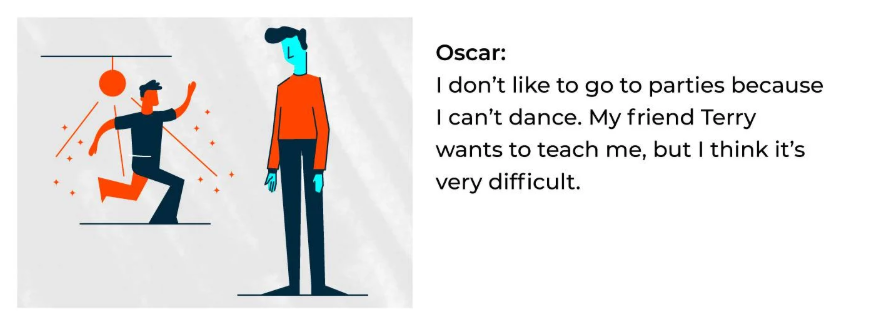 Oscar:
I don’t like to go to parties because
I can’t dance. My friend Terry
wants to teach me, but I think it’s
very difficult.